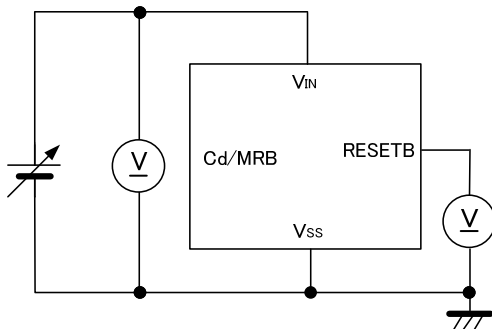 VIN
V
Cd/MRB
RESETB
VSS
V